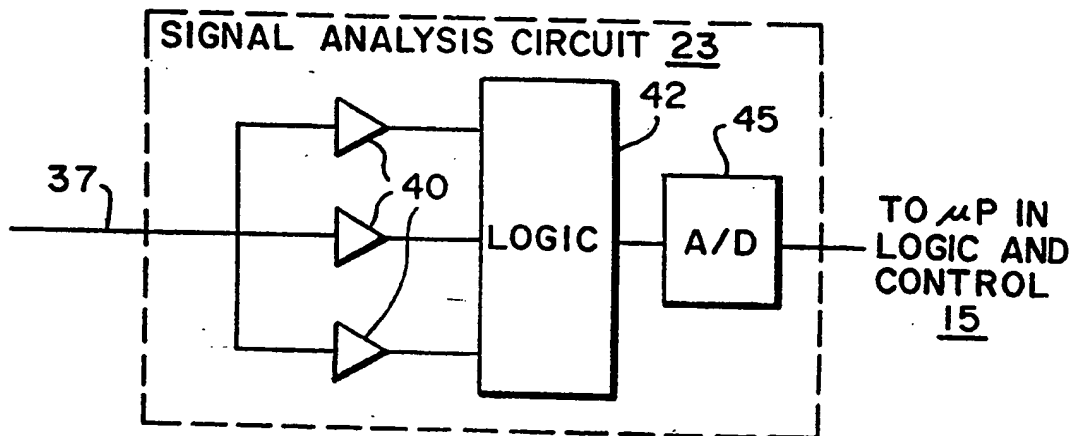 SIGNAL ANALYSIS CIRCUIT 23
42
45
37
40
LOGIC
A/D
TO μP IN
LOGIC AND
CONTROL
15